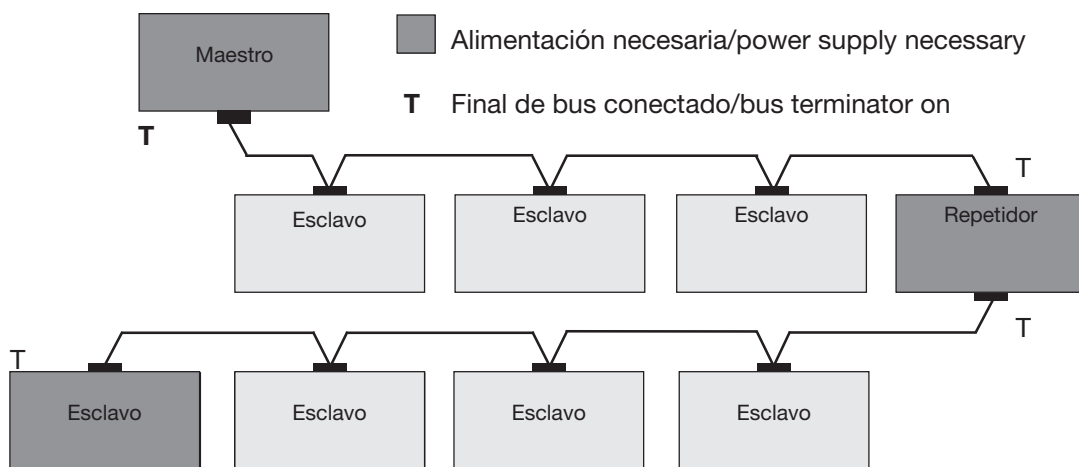 Maestro
Alimentación necesaria/power supply necessary
T Final de bus conectado/bus terminator on
T
T
Esclavo
Esclavo
Esclavo
Repetidor
T
T
Esclavo
Esclavo
Esclavo
Esclavo